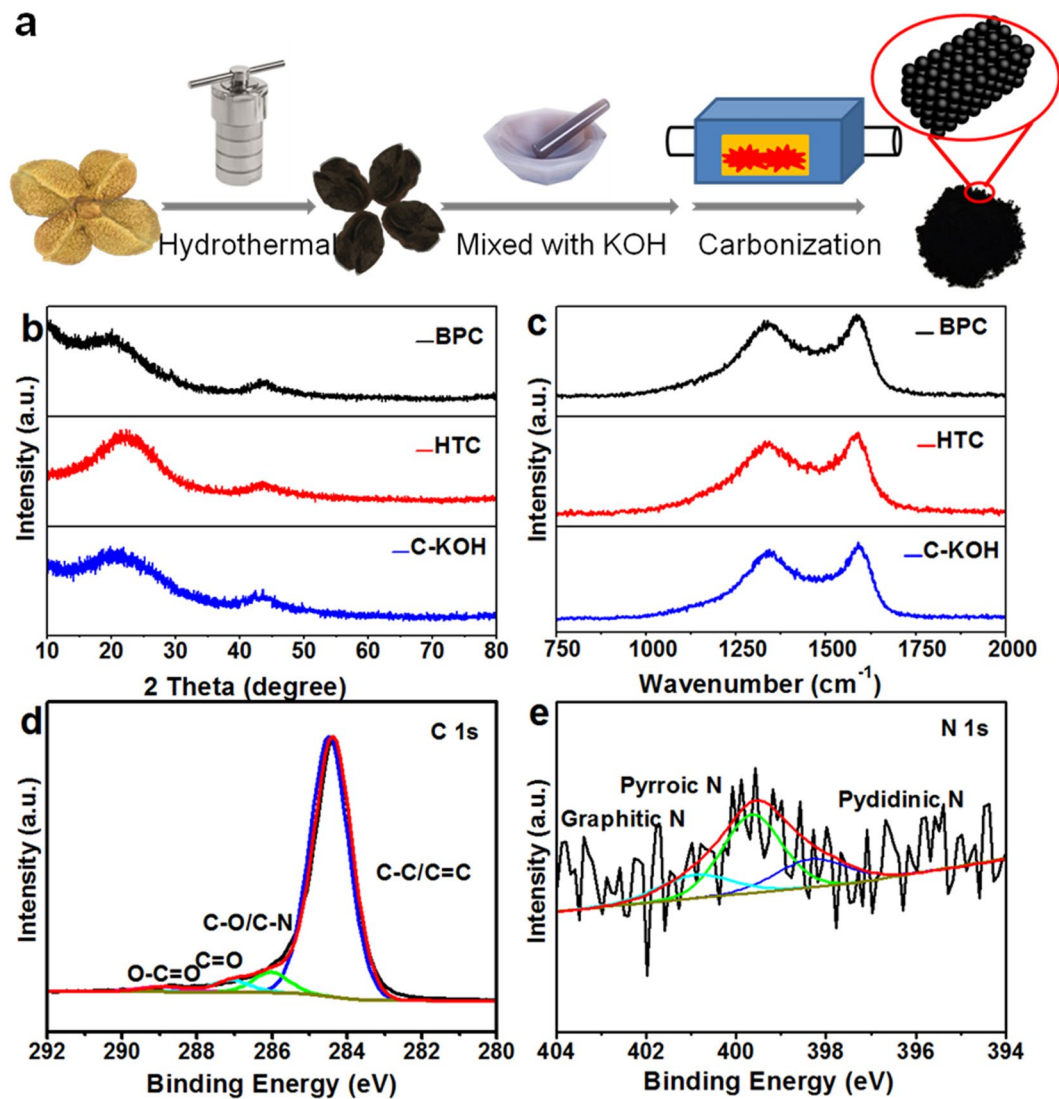 a
Hydrothermal
Mixed with KOH
Carbonization
b
BPC
HTC
C-KOH
Intensity (a.u.)
10 20 30 40 50 60 70 80
2 Theta (degree)
c
BPC
HTC
C-KOH
Intensity (a.u.)
750 1000 1250 1500 1750 2000
Wavenumber (cm⁻¹)
d
C 1s
C-C/C=C
C-O/C-N
C=O
O-C=O
Intensity (a.u.)
292 290 288 286 284 282 280
Binding Energy (eV)
e
N 1s
Pyrroic N
Pydidinic N
Graphitic N
Intensity (a.u.)
404 402 400 398 396 394
Binding Energy (eV)